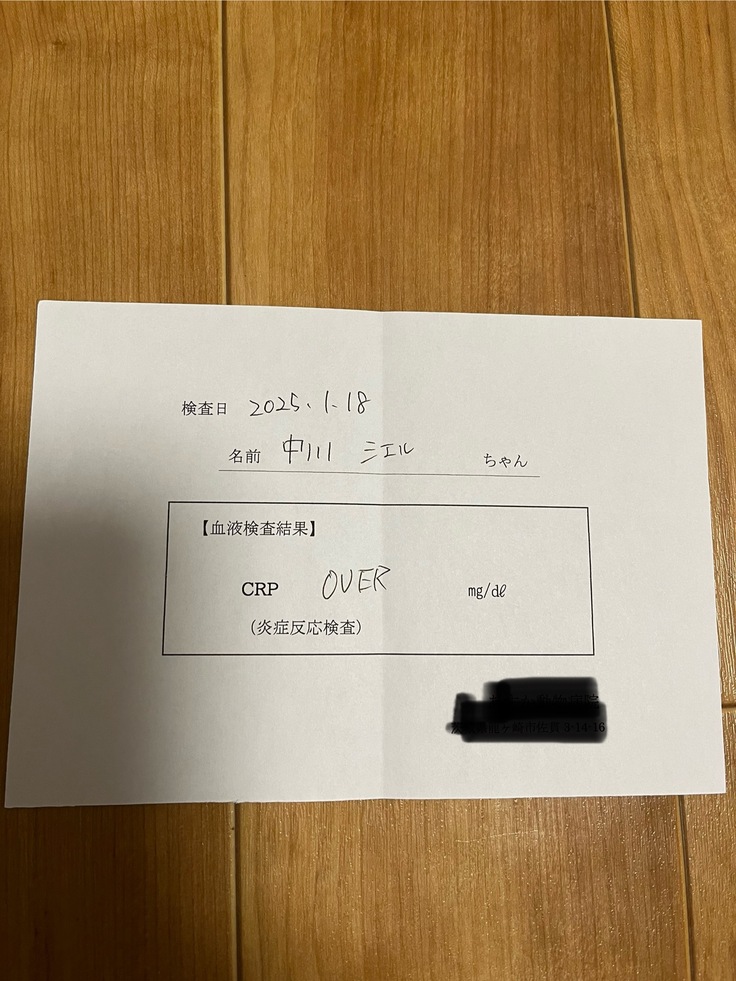 検査日 2025.1.18
名前 中川 シエル ちゃん
【血液検査結果】
CRP OVER mg/dℓ
(炎症反応検査)